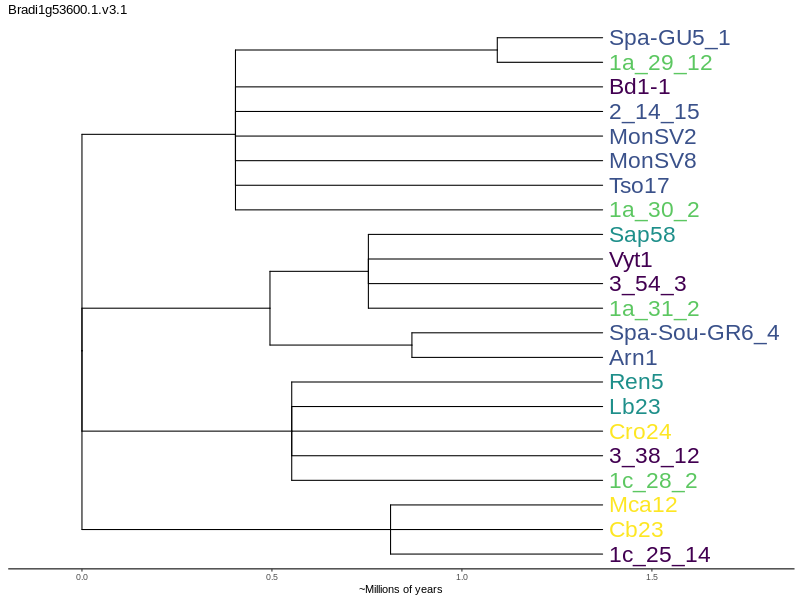 Bradi1g53600.1.v3.1
Spa-GU5_1
1a_29_12
Bd1-1
2_14_15
MonSV2
MonSV8
Tso17
1a_30_2
Sap58
Vyt1
3_54_3
1a_31_2
Spa-Sou-GR6_4
Arn1
Ren5
Lb23
Cro24
3_38_12
1c_28_2
Mca12
Cb23
1c_25_14
0.0 0.5 1.0 1.5
~Millions of years